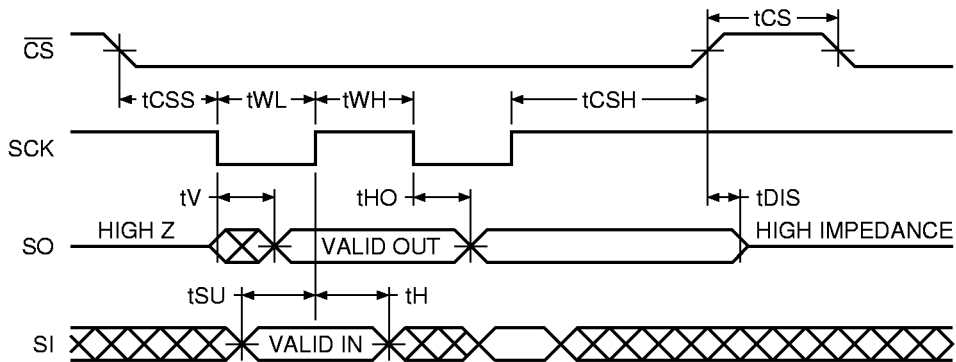 tCS
CS
tCSS tWL tWH tCSH
SCK
tV tHO tDIS
HIGH Z HIGH IMPEDANCE
SO VALID OUT
tSU tH
SI VALID IN